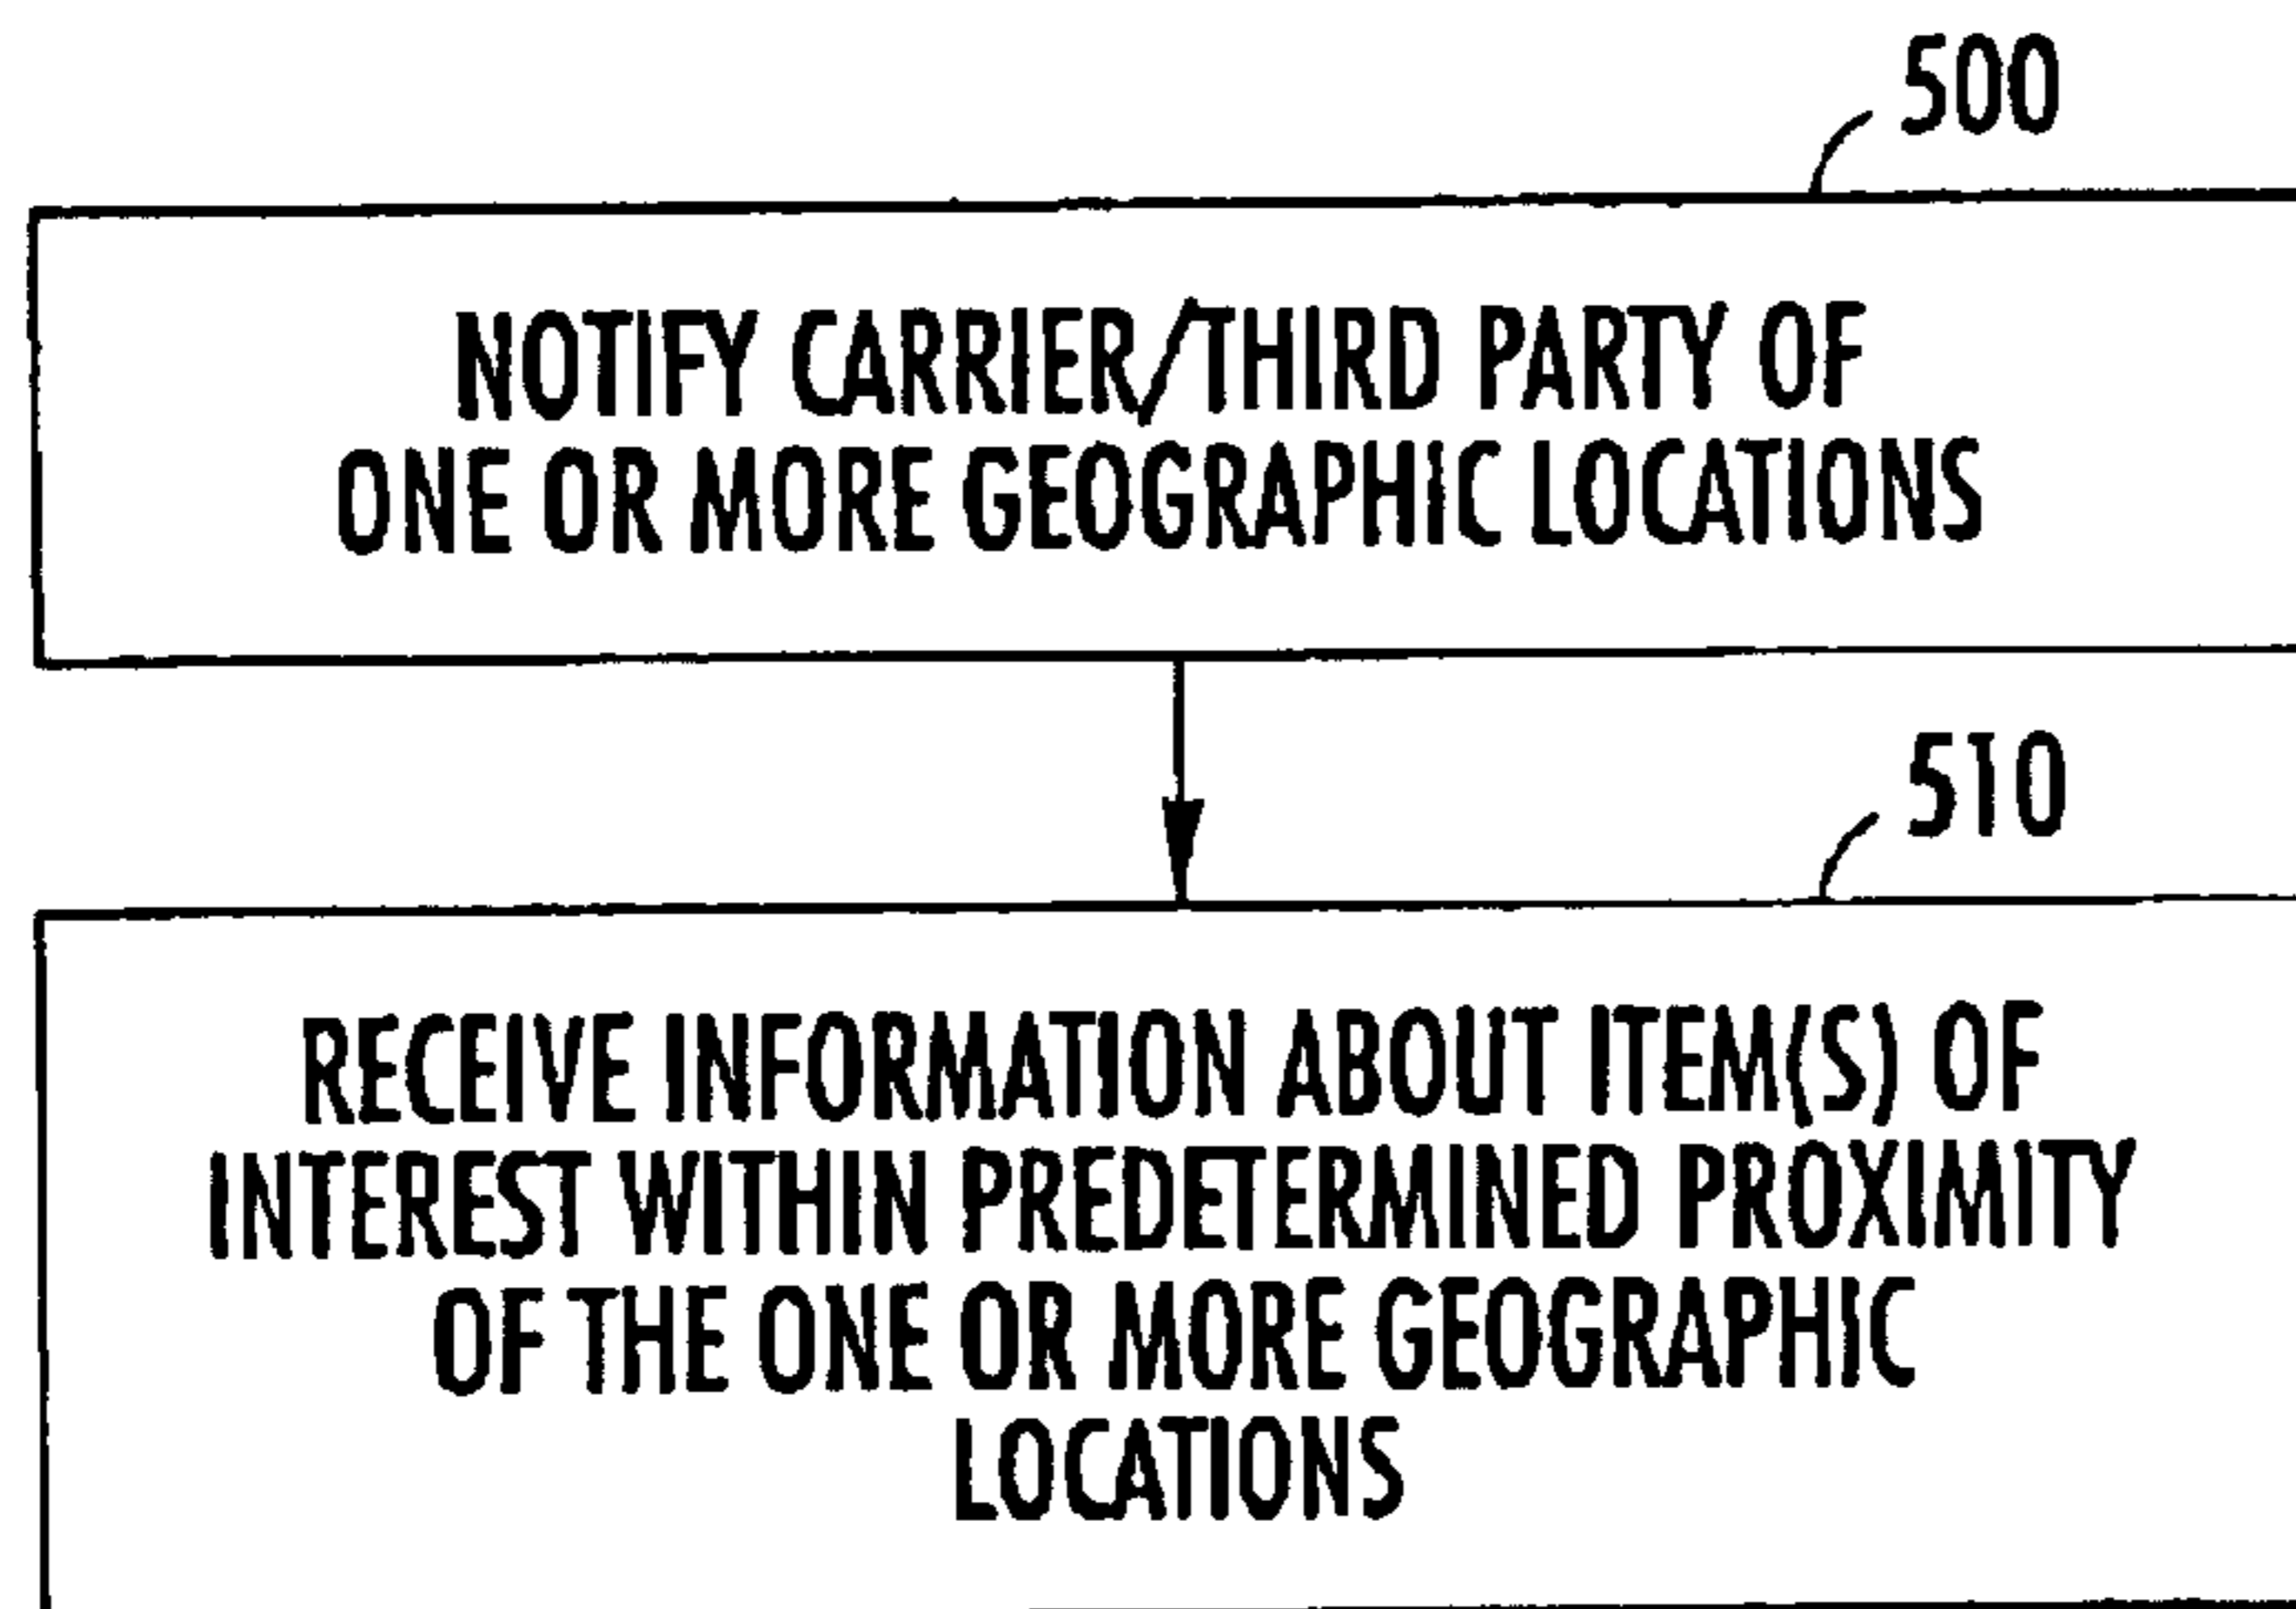 500
NOTIFY CARRIER/THIRD PARTY OF
ONE OR MORE GEOGRAPHIC LOCATIONS
510
RECEIVE INFORMATION ABOUT ITEM(S) OF
INTEREST WITHIN PREDETERMINED PROXIMITY
OF THE ONE OR MORE GEOGRAPHIC
LOCATIONS